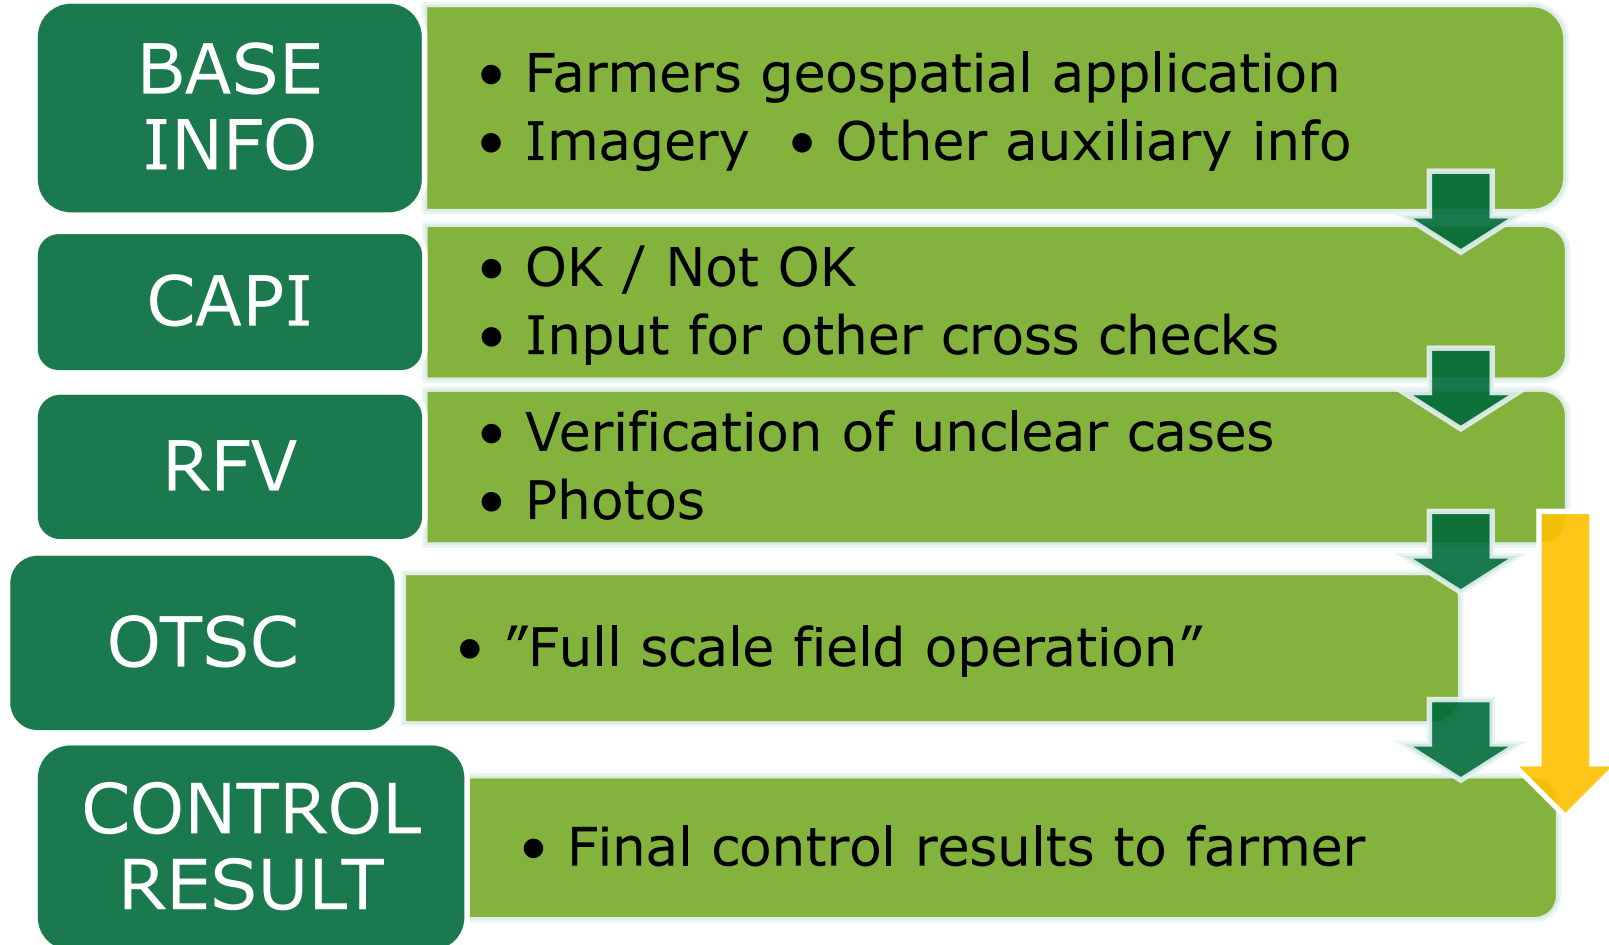 BASE
INFO
• Farmers geospatial application
• Imagery • Other auxiliary info
CAPI
• OK / Not OK
• Input for other cross checks
RFV
• Verification of unclear cases
• Photos
OTSC
• ”Full scale field operation”
CONTROL
RESULT
• Final control results to farmer